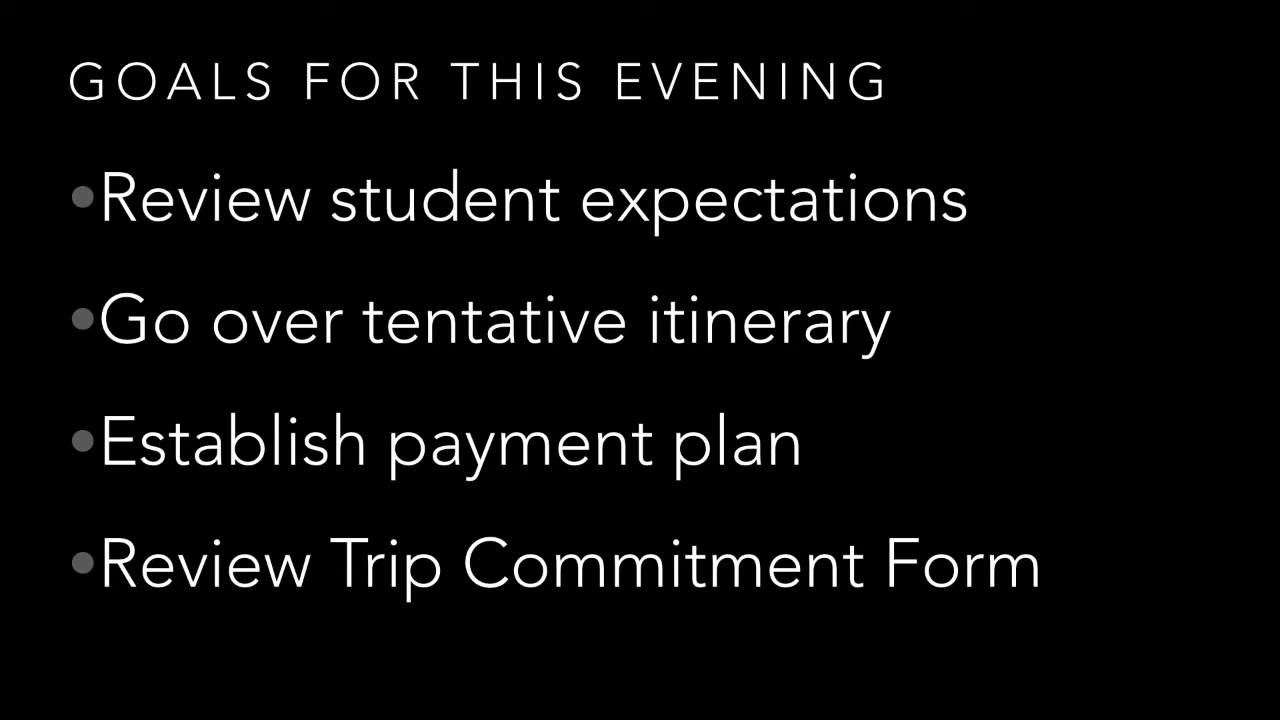 GOALS FOR THIS EVENING
•Review student expectations
•Go over tentative itinerary
•Establish payment plan
•Review Trip Commitment Form